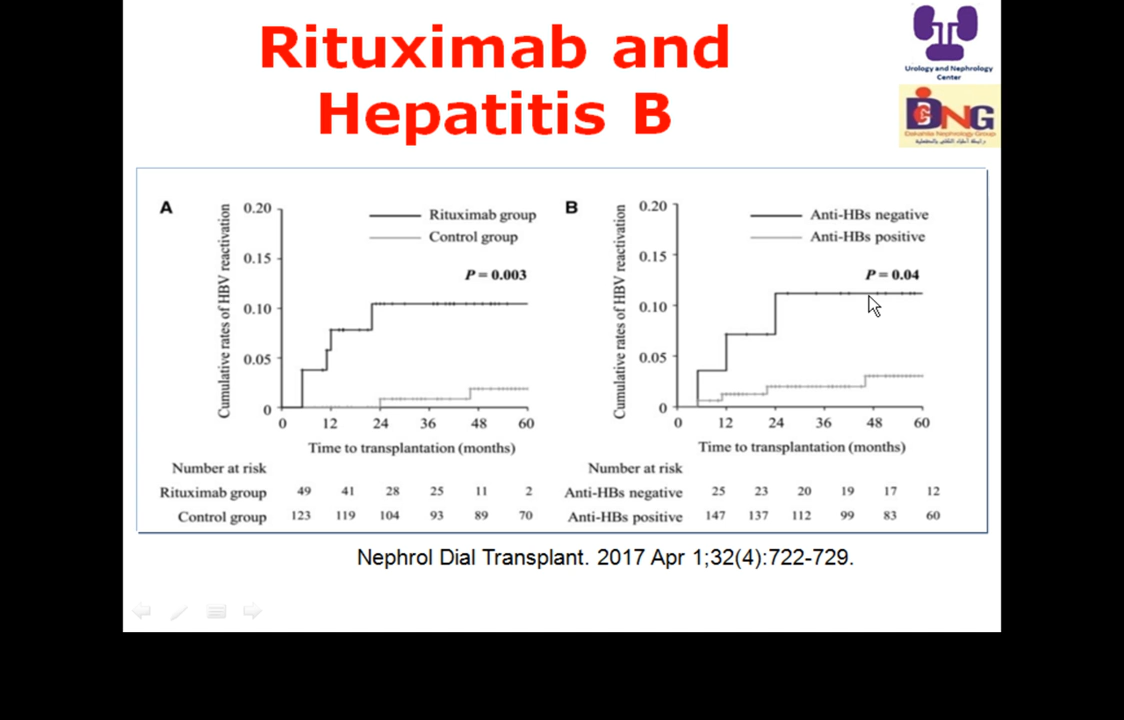 Rituximab and
Hepatitis B
Urology and Nephrology
Center
DNG
Dakahlia Nephrology Group
A
Cumulative rates of HBV reactivation
0.20
0.15
0.10
0.05
0
Rituximab group
Control group
P = 0.003
0 12 24 36 48 60
Time to transplantation (months)
Number at risk
Rituximab group 49 41 28 25 11 2
Control group 123 119 104 93 89 70
B
Cumulative rates of HBV reactivation
0.20
0.15
0.10
0.05
0
Anti-HBs negative
Anti-HBs positive
P = 0.04
0 12 24 36 48 60
Time to transplantation (months)
Number at risk
Anti-HBs negative 25 23 20 19 17 12
Anti-HBs positive 147 137 112 99 83 60
Nephrol Dial Transplant. 2017 Apr 1;32(4):722-729.